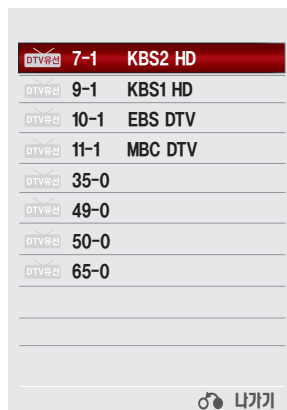 DTV유선 7-1 KBS2 HD
DTV유선 9-1 KBS1 HD
DTV유선 10-1 EBS DTV
DTV유선 11-1 MBC DTV
DTV유선 35-0
DTV유선 49-0
DTV유선 50-0
DTV유선 65-0
나가기